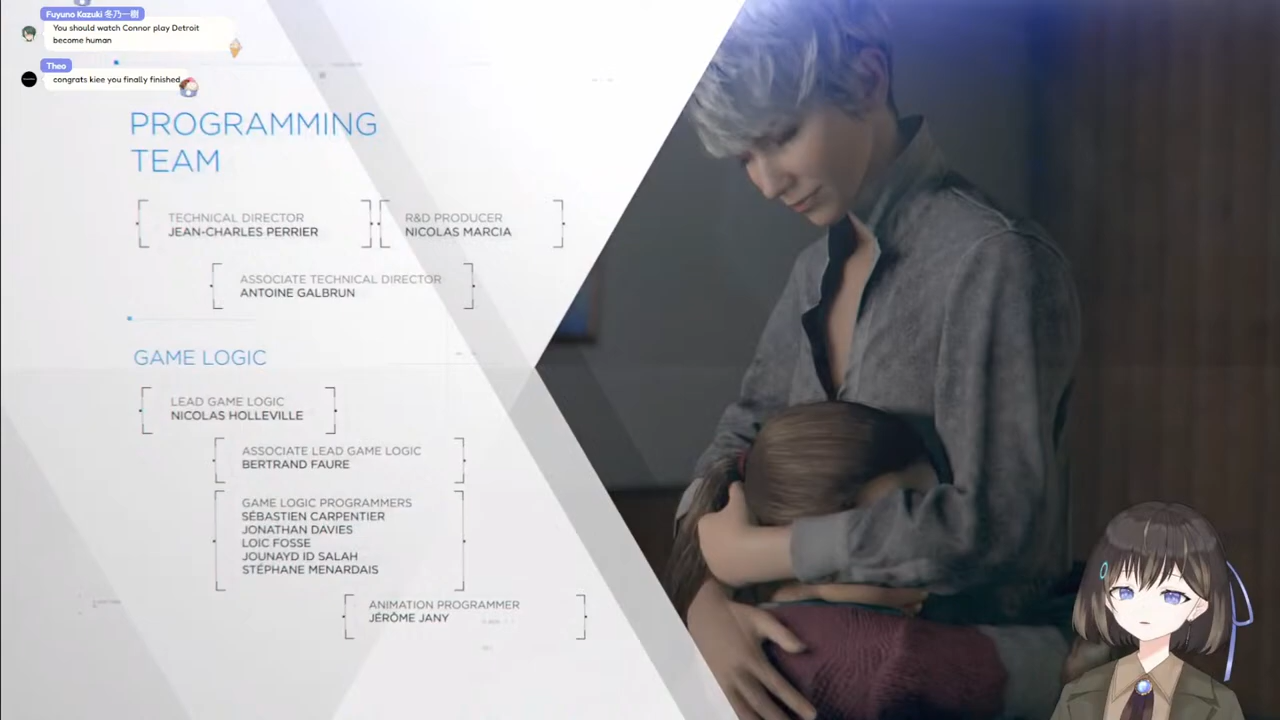 Fuyuno Kazuki 冬乃一樹
You should watch Connor play Detroit
become human
Theo
congrats kiee you finally finished
PROGRAMMING
TEAM
TECHNICAL DIRECTOR
JEAN-CHARLES PERRIER
R&D PRODUCER
NICOLAS MARCIA
ASSOCIATE TECHNICAL DIRECTOR
ANTOINE GALBRUN
GAME LOGIC
LEAD GAME LOGIC
NICOLAS HOLLEVILLE
ASSOCIATE LEAD GAME LOGIC
BERTRAND FAURE
GAME LOGIC PROGRAMMERS
SÉBASTIEN CARPENTIER
JONATHAN DAVIES
LOIC FOSSE
JOUNAYD ID SALAH
STÉPHANE MENARDAIS
ANIMATION PROGRAMMER
JÉRÔME JANY